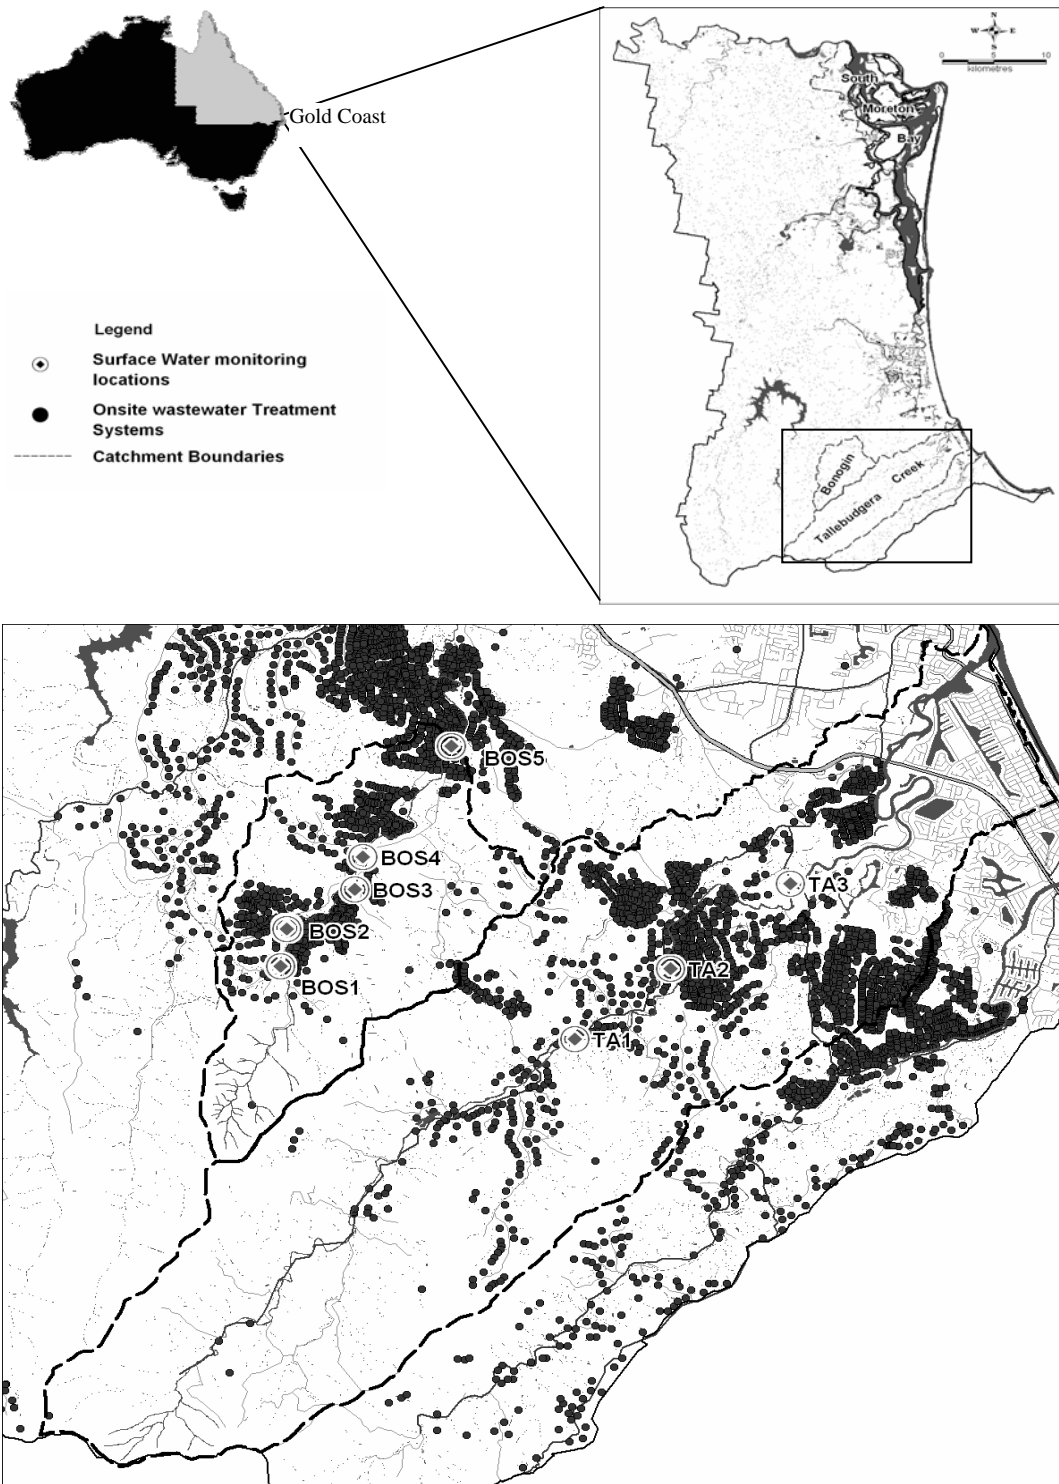 Gold Coast
N
W E
S
0 5 10
kilometres
South
Moreton
Bay
Bonogin
Tallebudgera Creek
Legend
Surface Water monitoring
locations
Onsite wastewater Treatment
Systems
Catchment Boundaries
BOS5
BOS4
BOS3
BOS2
BOS1
TA3
TA2
TA1